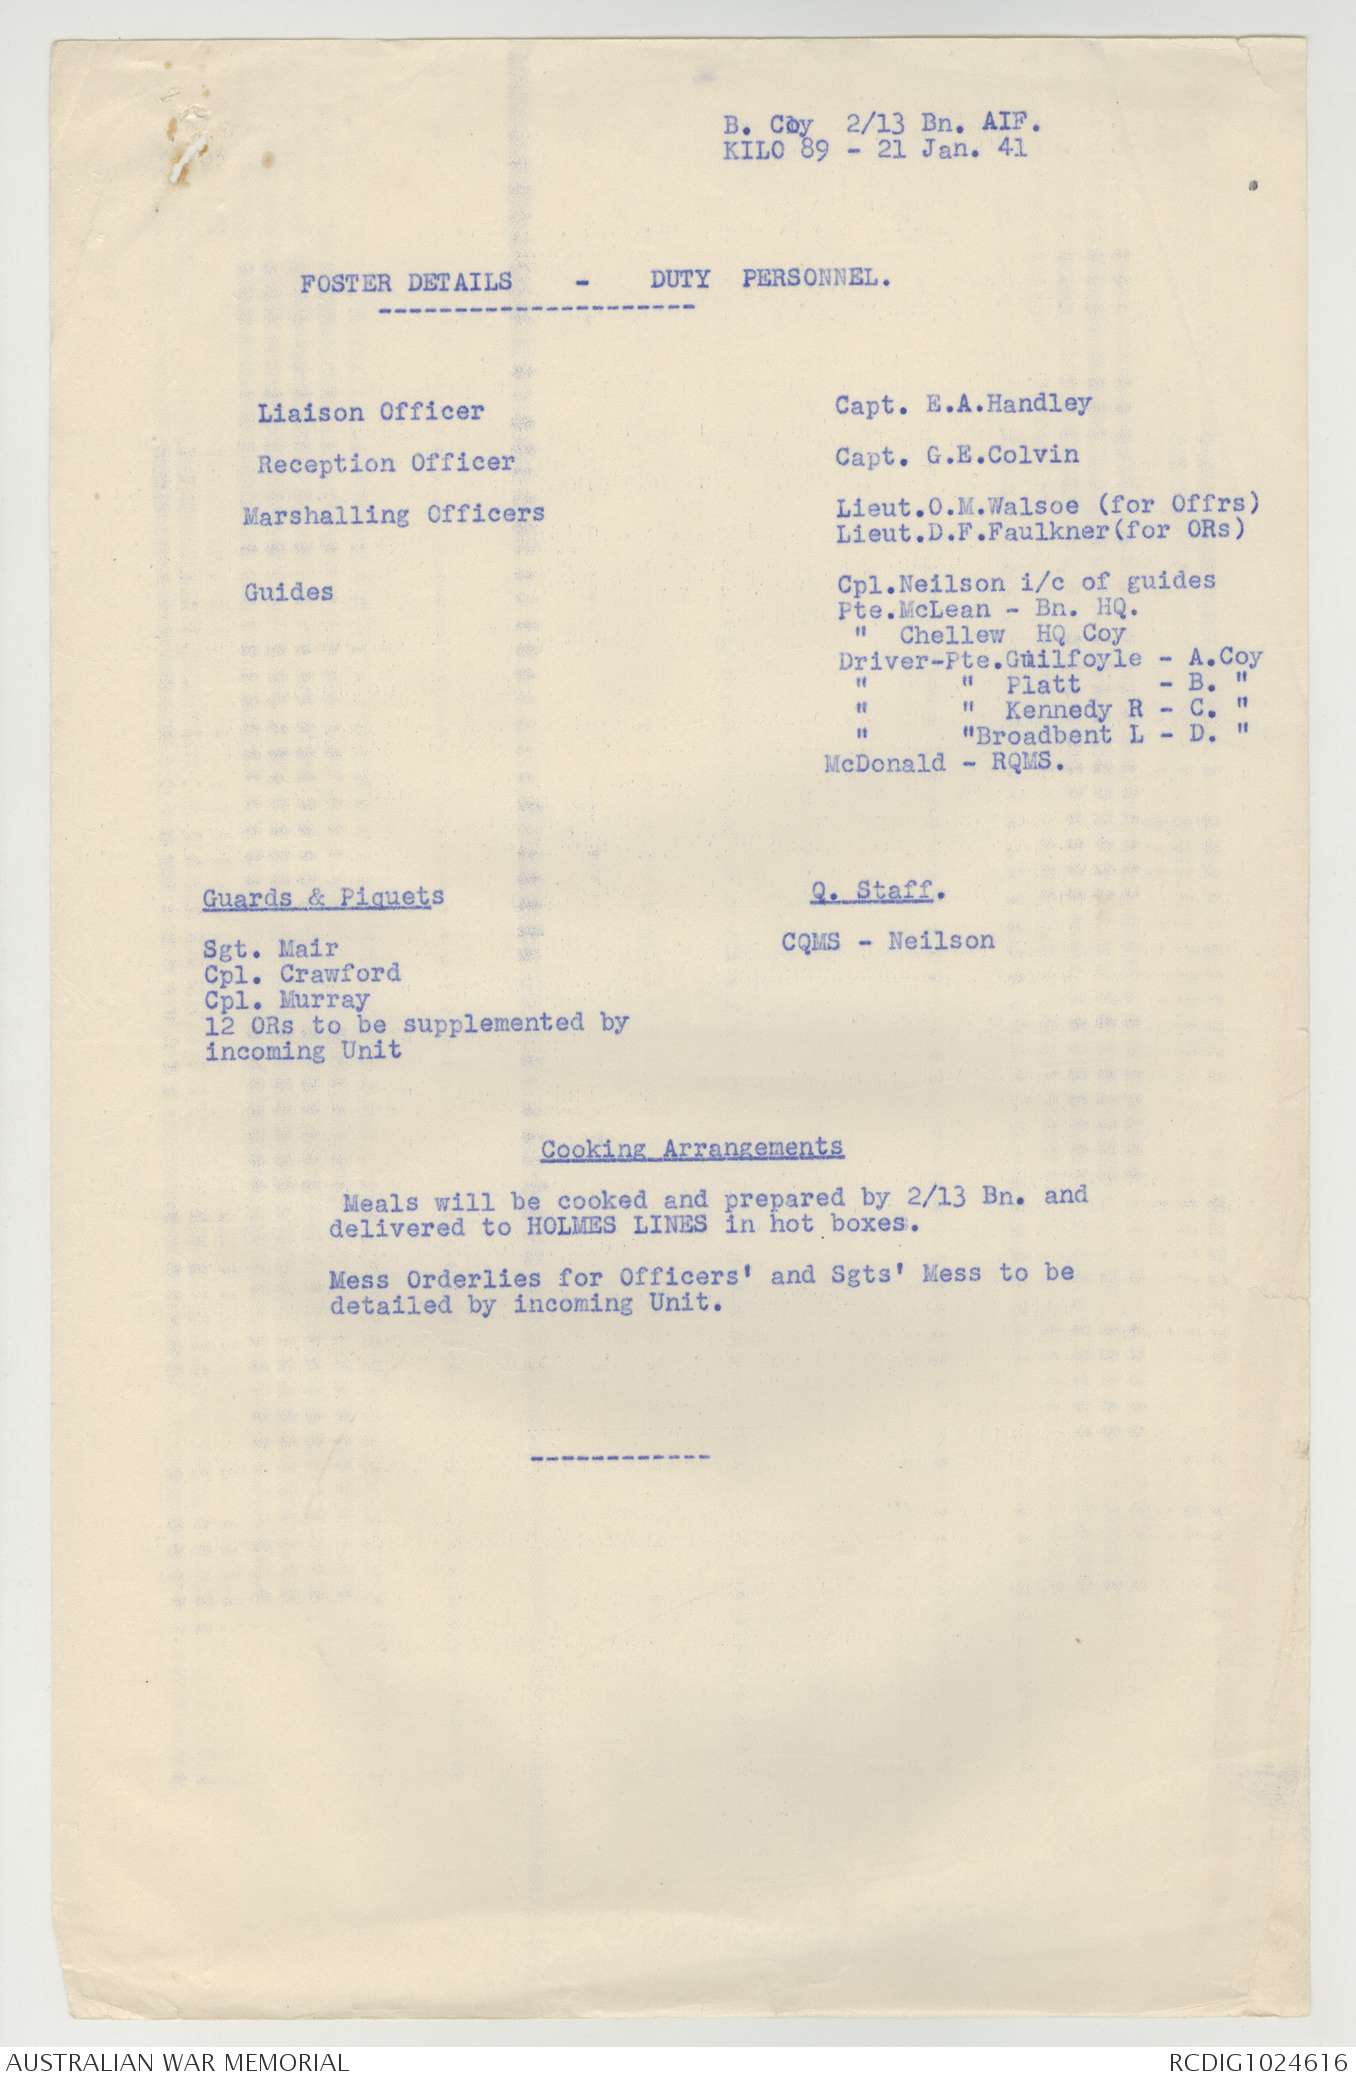 B. Coy  2/13 Bn. AIF.
KILO 89 - 21 Jan. 41
FOSTER DETAILS    -    DUTY  PERSONNEL.
---------------------
Liaison Officer    Capt. E.A.Handley
Reception Officer    Capt. G.E.Colvin
Marshalling Officers    Lieut.O.M.Walsoe (for Offrs)
Lieut.D.F.Faulkner(for ORs)
Guides    Cpl.Neilson i/c of guides
Pte.McLean - Bn. HQ.
"  Chellew  HQ Coy
Driver-Pte.Guilfoyle - A.Coy
"      "  Platt     - B. "
"      "  Kennedy R - C. "
"      "Broadbent L - D. "
McDonald - RQMS.
Guards & Piquets
Sgt. Mair
Cpl. Crawford
Cpl. Murray
12 ORs to be supplemented by
incoming Unit
Q. Staff.
CQMS - Neilson
Cooking Arrangements
Meals will be cooked and prepared by 2/13 Bn. and
delivered to HOLMES LINES in hot boxes.
Mess Orderlies for Officers' and Sgts' Mess to be
detailed by incoming Unit.
------------
AUSTRALIAN WAR MEMORIAL    RCDIG1024616